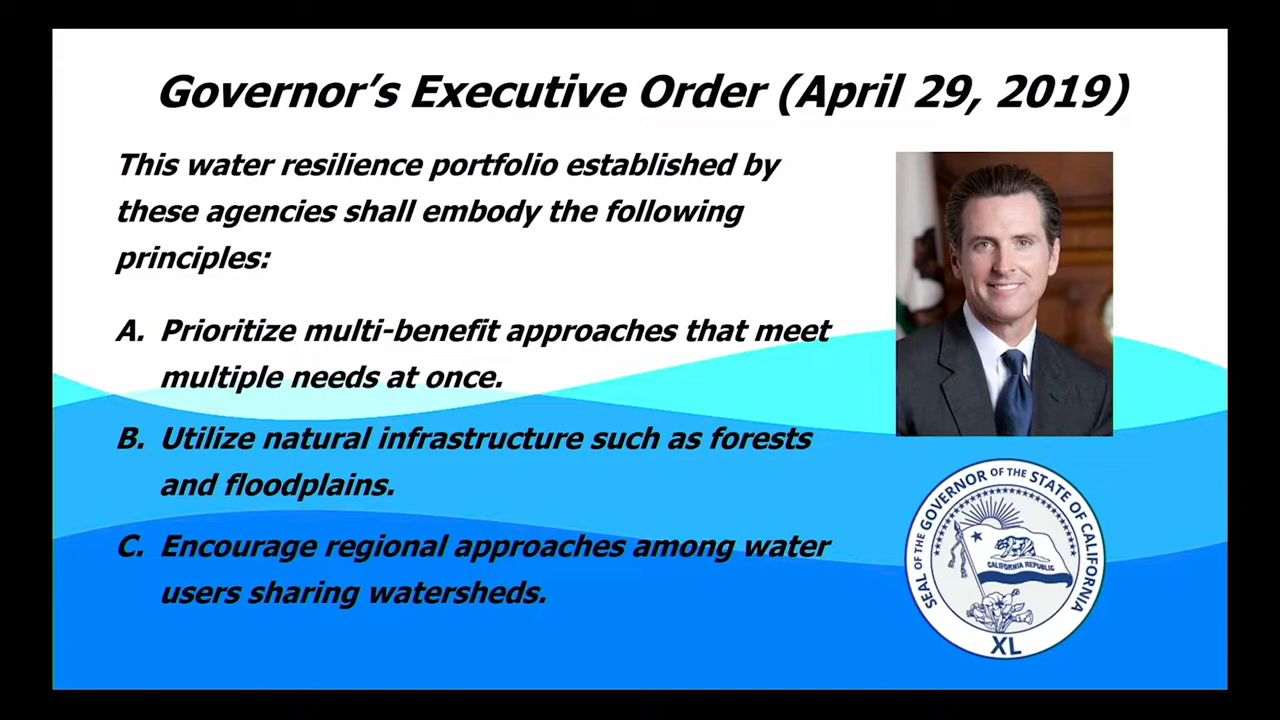 Governor's Executive Order (April 29, 2019)
This water resilience portfolio established by
these agencies shall embody the following
principles:
A. Prioritize multi-benefit approaches that meet
multiple needs at once.
B. Utilize natural infrastructure such as forests
and floodplains.
C. Encourage regional approaches among water
users sharing watersheds.
SEAL OF THE GOVERNOR OF THE STATE OF CALIFORNIA
CALIFORNIA REPUBLIC
XL